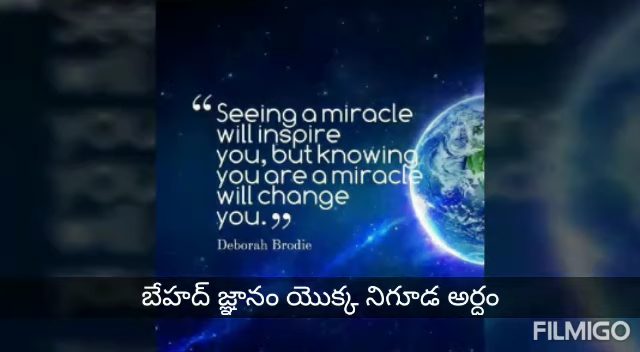 “ Seeing a miracle
will inspire
you, but knowing
you are a miracle
will change
you. ”
Deborah Brodie
బేహద్ జ్ఞానం యొక్క నిగూడ అర్దం
FILMIGO